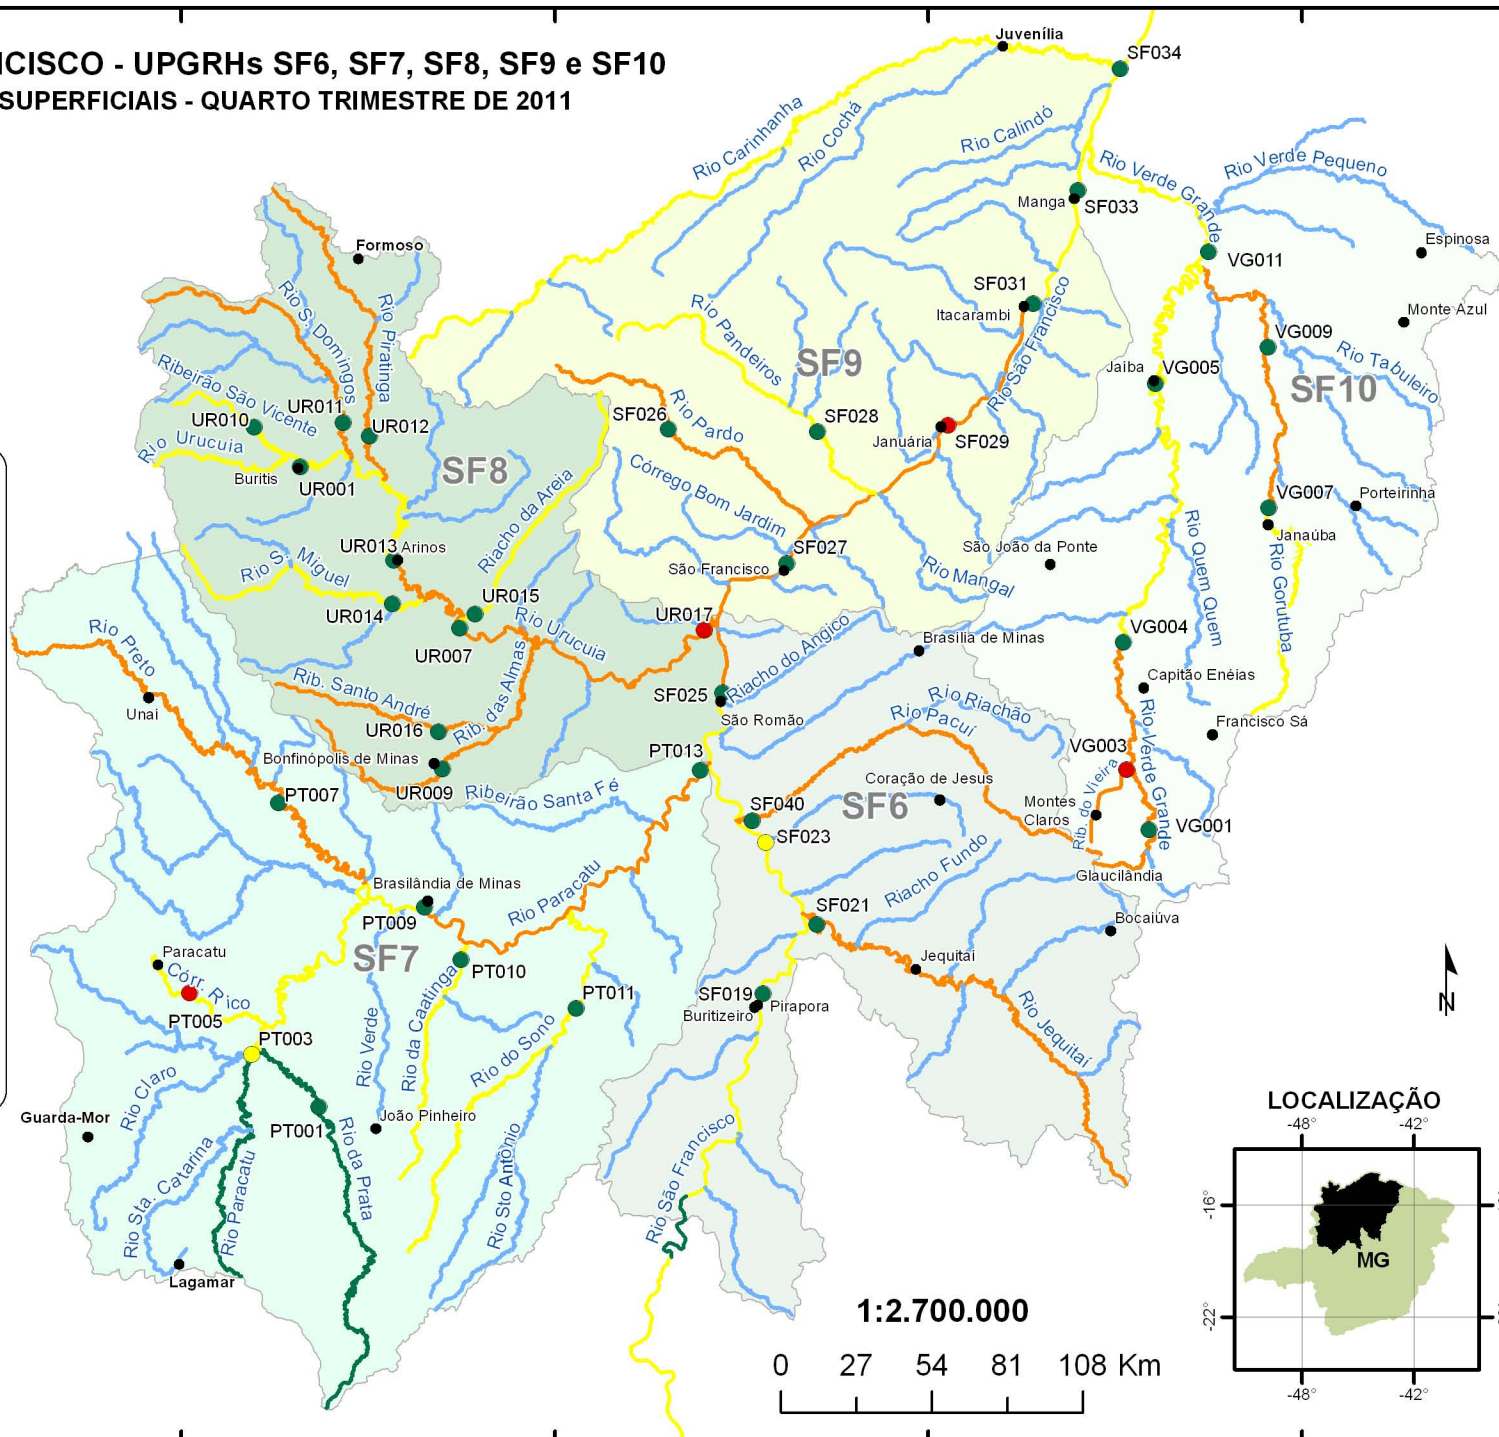 NCISCO - UPGRHs SF6, SF7, SF8, SF9 e SF10
SUPERFICIAIS - QUARTO TRIMESTRE DE 2011
Juvenília
SF034
Rio Carinhanha
Rio Cochá
Rio Calindó
Rio Verde Grande
Rio Verde Pequeno
Manga
SF033
Espinosa
VG011
Formoso
SF031
Itacarambi
Rio São Francisco
Monte Azul
Rio S. Domingos
Rio Piratinga
Rio Pandeiros
SF9
VG009
Rio Tabuleiro
Jaíba
VG005
SF10
Ribeirão São Vicente
UR010
UR011
UR012
Rio Urucuia
SF026
Rio Pardo
SF028
Januária
SF029
Buritis
UR001
SF8
Riacho da Areia
Córrego Bom Jardim
VG007
Porteirinha
Janaúba
UR013
Arinos
Rio S. Miguel
SF027
São Francisco
São João da Ponte
Rio Quem Quem
Rio Mangal
Rio Gorutuba
UR014
UR015
UR007
Rio Urucuia
UR017
Brasília de Minas
VG004
Rio Preto
Riacho do Angico
Capitão Enéias
Unaí
Rib. Santo André
Rib. das Almas
SF025
São Romão
Rio Riachão
Rio Pacuí
Rio Verde Grande
Francisco Sá
UR016
Bonfinópolis de Minas
UR009
PT013
VG003
Rib. do Vieira
PT007
Ribeirão Santa Fé
Coração de Jesus
SF6
SF040
SF023
Montes
Claros
VG001
Riacho Fundo
Glaucilândia
Brasilândia de Minas
PT009
Rio Paracatu
SF021
Bocaiúva
Paracatu
SF7
Córr. Rico
PT010
Jequitaí
PT005
PT011
SF019
Pirapora
Buritizeiro
Rio Jequitaí
N
PT003
Rio Verde
Rio da Caatinga
Rio do Sono
Rio Claro
Guarda-Mor
PT001
João Pinheiro
Rio da Prata
Rio Sta. Catarina
Rio Paracatu
Rio Sto Antônio
Rio São Francisco
Lagamar
1:2.700.000
0 27 54 81 108 Km
LOCALIZAÇÃO
-48° -42°
-16°
MG
-22°
-48° -42°